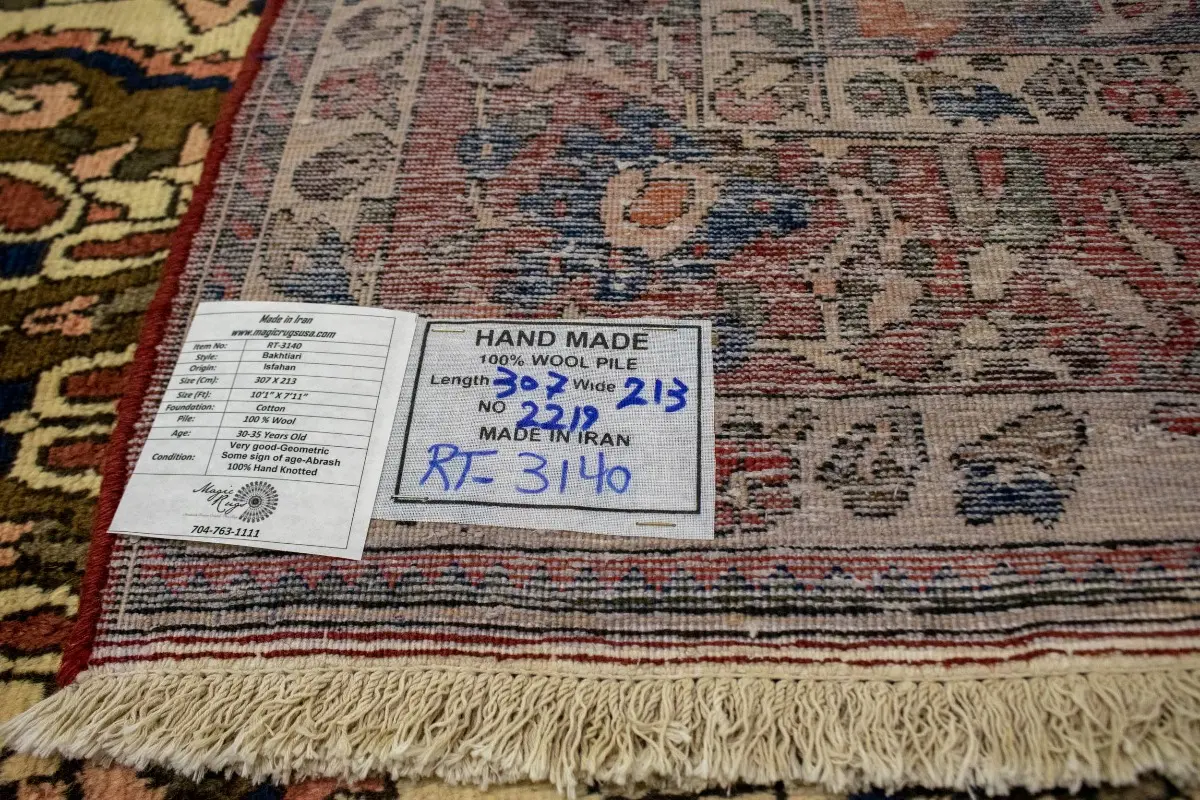 Made in Iran
www.magicrugsusa.com
Item No: RT-3140
Style: Bakhtiari
Origin: Isfahan
Size (Cm): 307 X 213
Size (Ft): 10'1" X 7'11"
Foundation: Cotton
Pile: 100 % Wool
Age: 30-35 Years Old
Condition: Very good-Geometric
Some sign of age-Abrash
100% Hand Knotted
Magic
Rugs
704-763-1111
HAND MADE
100% WOOL PILE
Length 307 Wide 213
NO 2219
MADE IN IRAN
RT- 3140